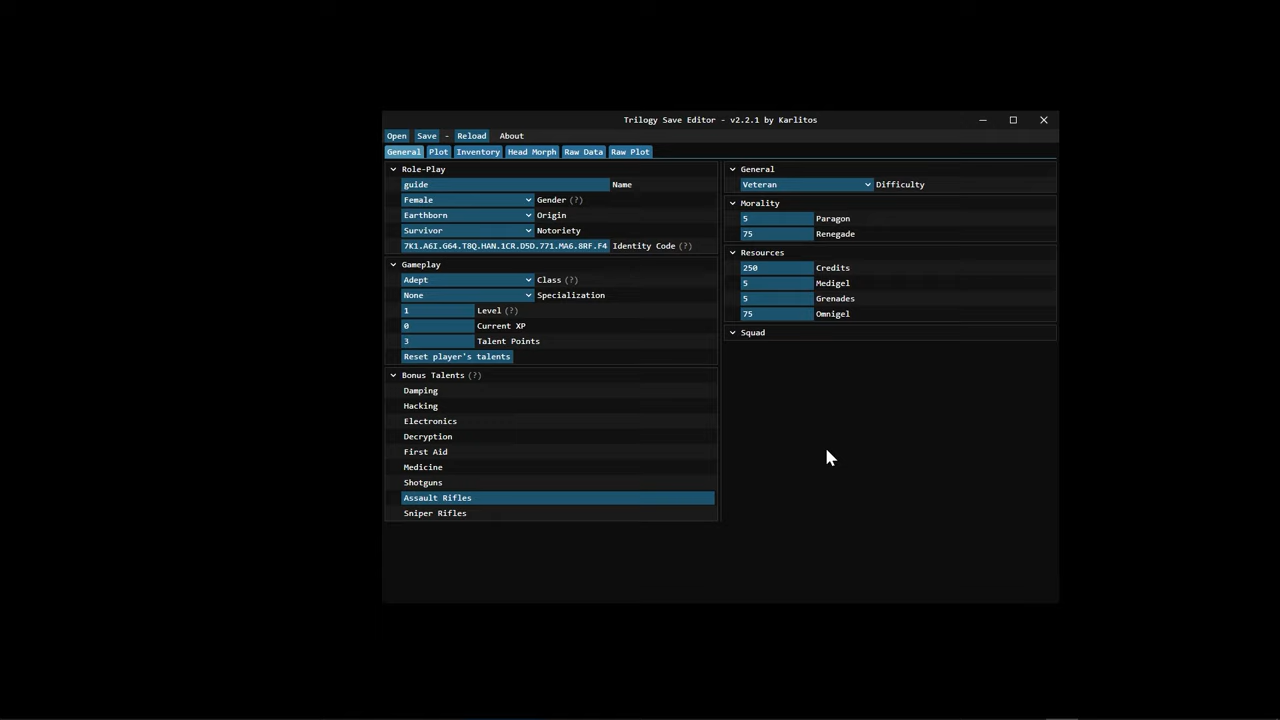 Trilogy Save Editor - v2.2.1 by Karlitos
Open Save - Reload About
General Plot Inventory Head Morph Raw Data Raw Plot
Role-Play
guide Name
Female Gender (?)
Earthborn Origin
Survivor Notoriety
7K1.A6I.G64.T8Q.HAN.1CR.D5D.771.MA6.8RF.F4 Identity Code (?)
Gameplay
Adept Class (?)
None Specialization
1 Level (?)
0 Current XP
3 Talent Points
Reset player's talents
Bonus Talents (?)
Damping
Hacking
Electronics
Decryption
First Aid
Medicine
Shotguns
Assault Rifles
Sniper Rifles
General
Veteran Difficulty
Morality
5 Paragon
75 Renegade
Resources
250 Credits
5 Medigel
5 Grenades
75 Omnigel
Squad